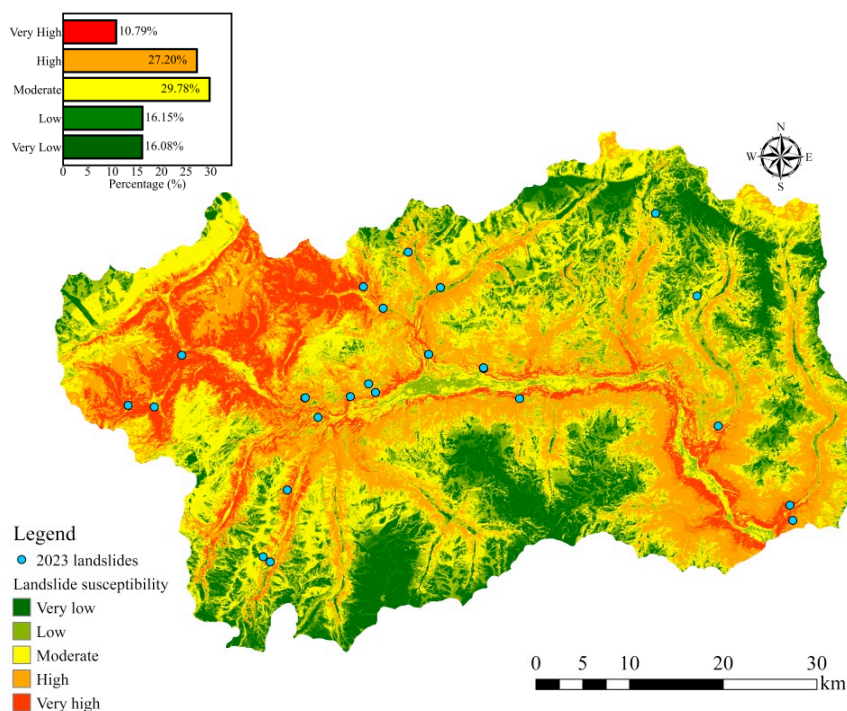 Very High 10.79%
High 27.20%
Moderate 29.78%
Low 16.15%
Very Low 16.08%
0 5 10 15 20 25 30
Percentage (%)
N
W E
S
Legend
2023 landslides
Landslide susceptibility
Very low
Low
Moderate
High
Very high
0 5 10 20 30
km